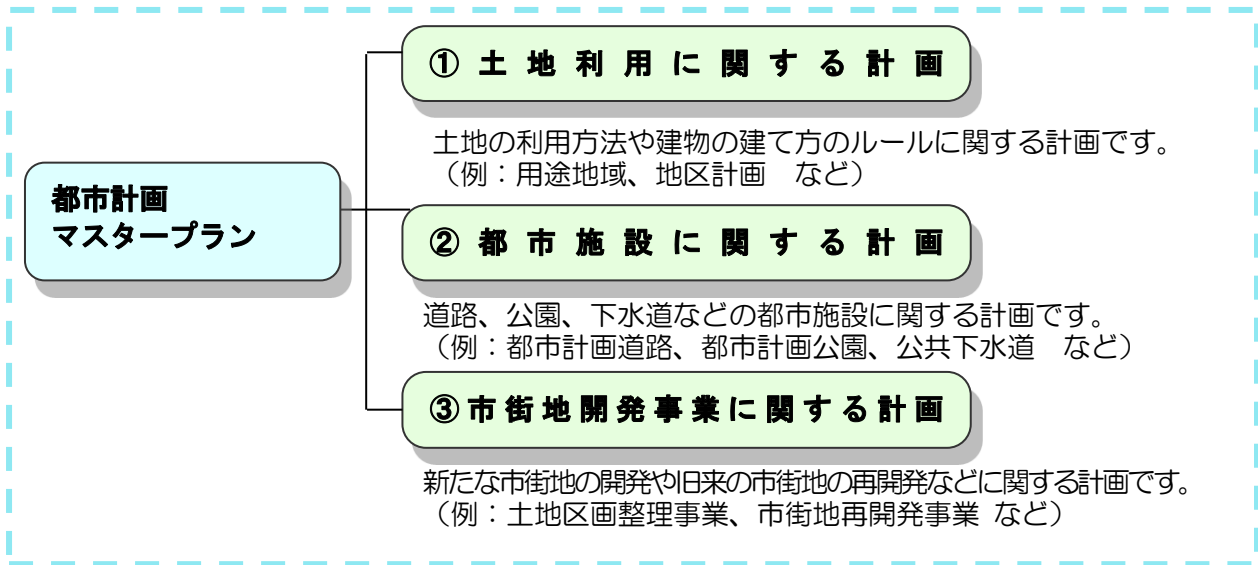 都市計画
マスタープラン
①土地利用に関する計画
土地の利用方法や建物の建て方のルールに関する計画です。
（例：用途地域、地区計画　など）
②都市施設に関する計画
道路、公園、下水道などの都市施設に関する計画です。
（例：都市計画道路、都市計画公園、公共下水道　など）
③市街地開発事業に関する計画
新たな市街地の開発や旧来の市街地の再開発などに関する計画です。
（例：土地区画整理事業、市街地再開発事業 など）